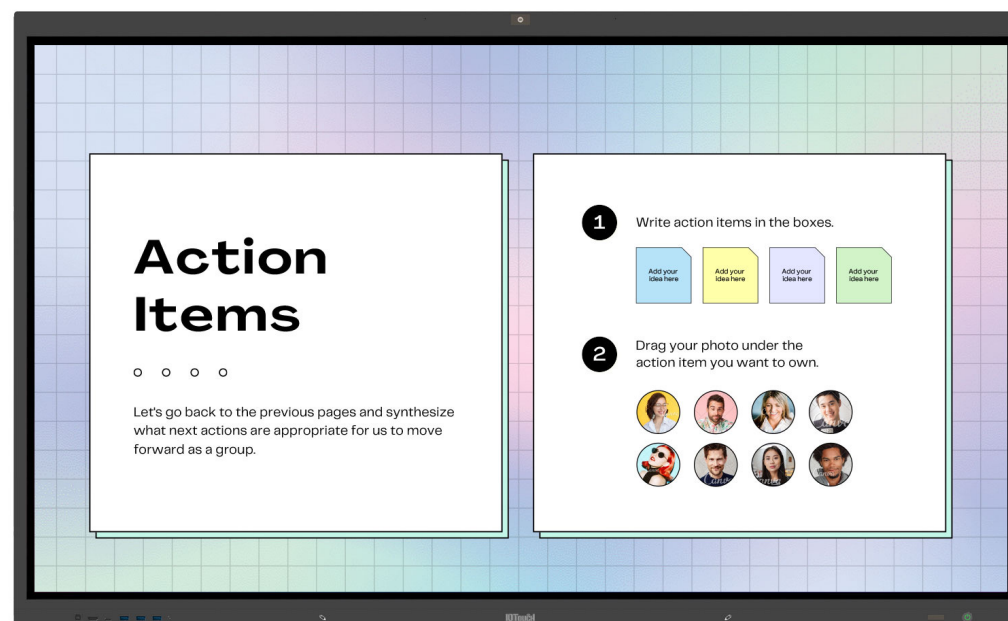 Action
Items
Let's go back to the previous pages and synthesize
what next actions are appropriate for us to move
forward as a group.
1
Write action items in the boxes.
Add your
idea here
Add your
idea here
Add your
idea here
Add your
idea here
2
Drag your photo under the
action item you want to own.